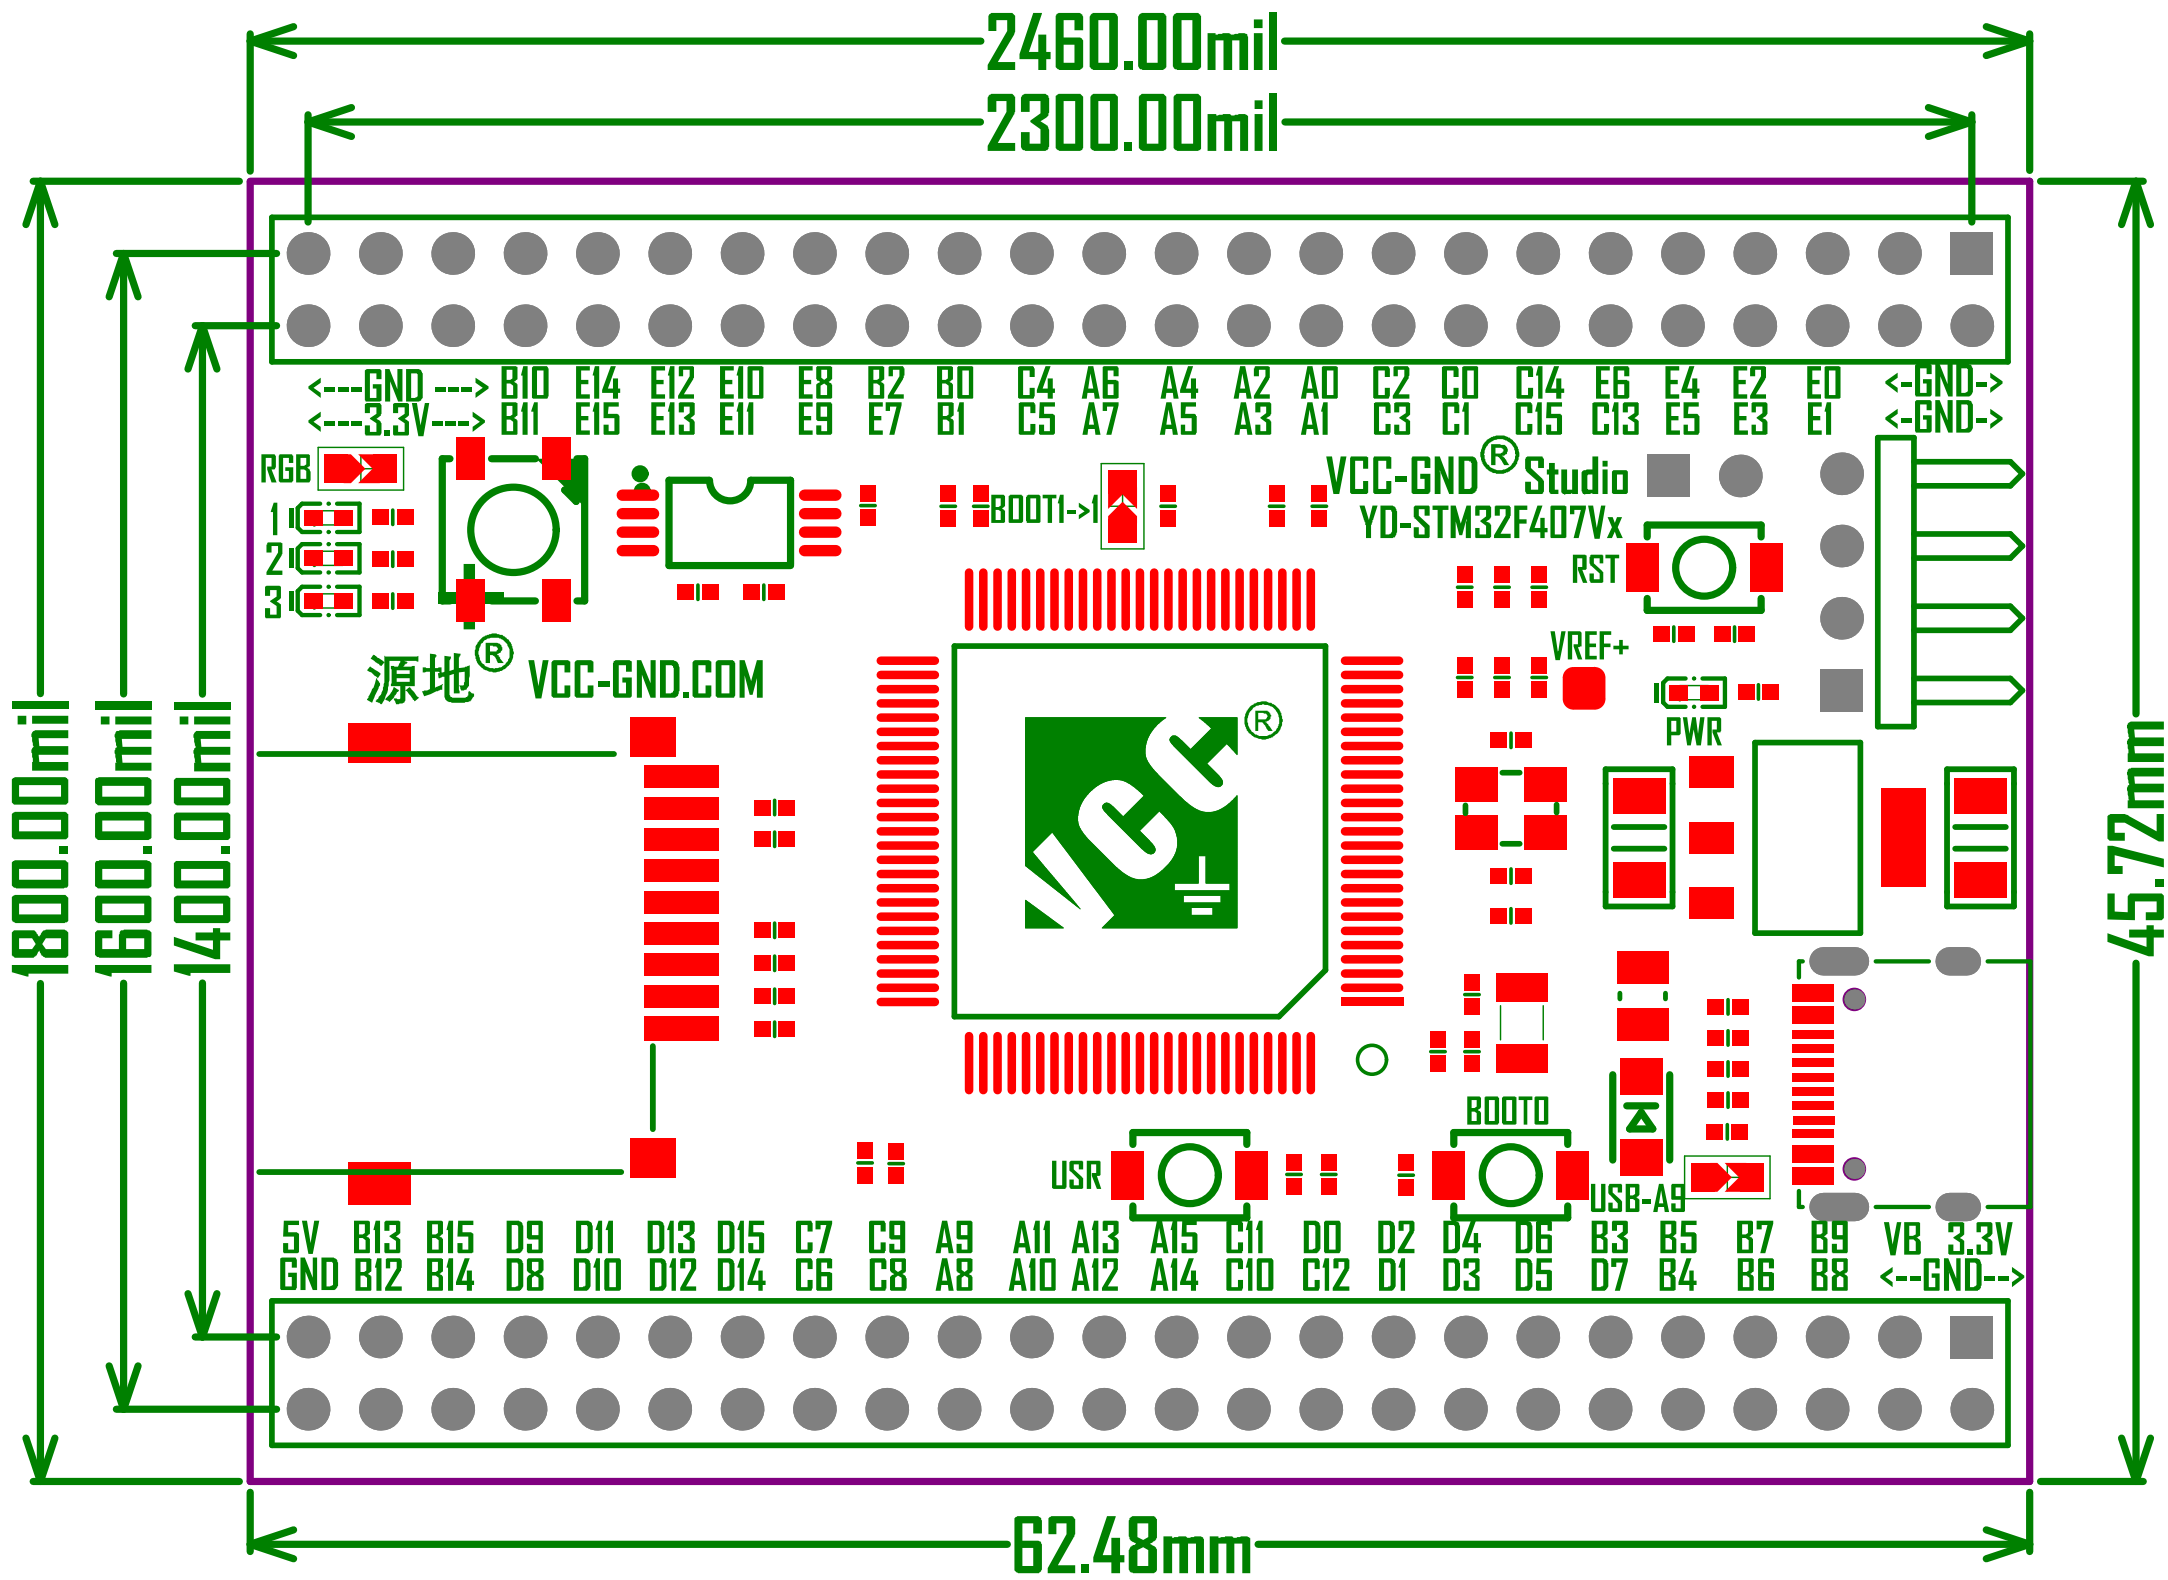 2460.00mil
2300.00mil
<---GND ---> B10 E14 E12 E10 E8 B2 B0 C4 A6 A4 A2 A0 C2 C0 C14 E6 E4 E2 E0 <-GND->
<---3.3V---> B11 E15 E13 E11 E9 E7 B1 C5 A7 A5 A3 A1 C3 C1 C15 C13 E5 E3 E1 <-GND->
RGB
VCC-GND® Studio
BOOT1->1
YD-STM32F407Vx
1
2
3
RST
VREF+
源地® VCC-GND.COM
PWR
VCC ®
1800.00mil
1600.00mil
1400.00mil
45.72mm
BOOT0
USR
USB-A9
5V B13 B15 D9 D11 D13 D15 C7 C9 A9 A11 A13 A15 C11 D0 D2 D4 D6 B3 B5 B7 B9 VB 3.3V
GND B12 B14 D8 D10 D12 D14 C6 C8 A8 A10 A12 A14 C10 C12 D1 D3 D5 D7 B4 B6 B8 <--GND-->
62.48mm